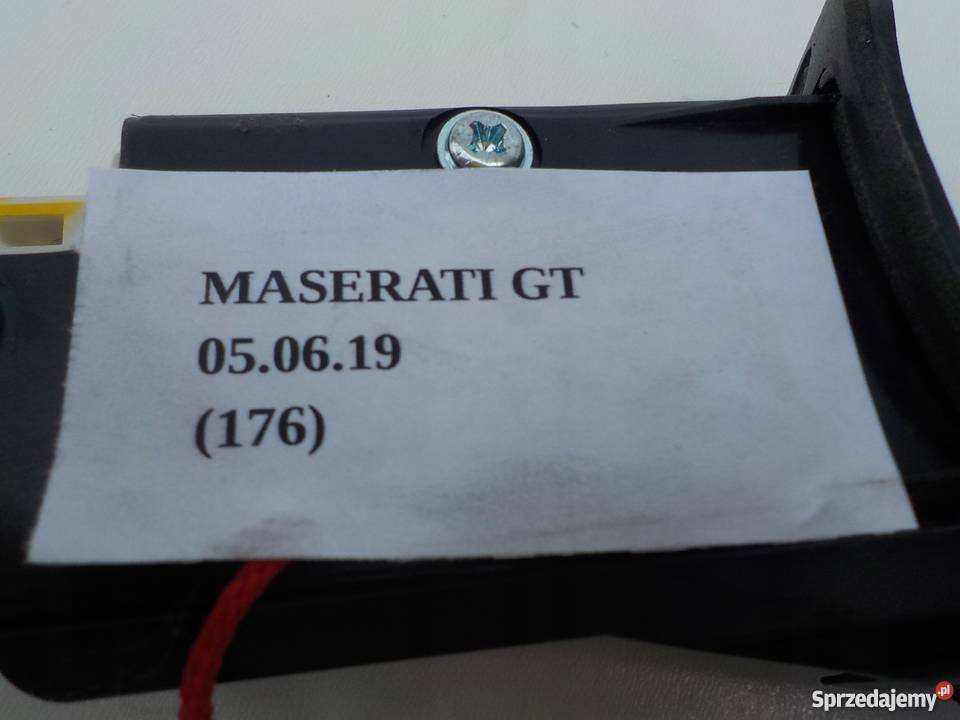 MASERATI GT
05.06.19
(176)
Sprzedajemy.pl